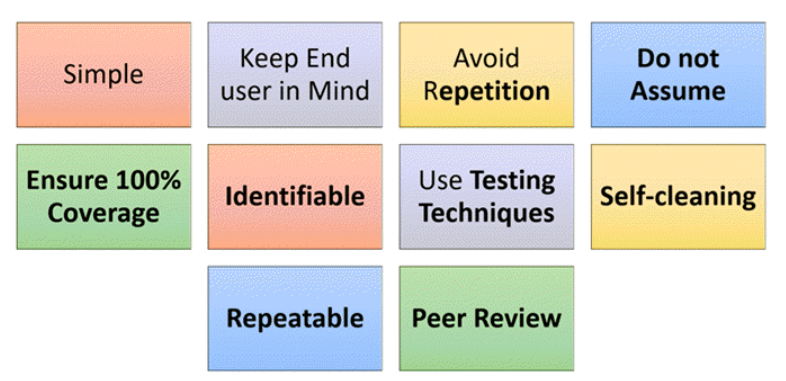 Simple
Keep End
user in Mind
Avoid
Repetition
Do not
Assume
Ensure 100%
Coverage
Identifiable
Use Testing
Techniques
Self-cleaning
Repeatable
Peer Review